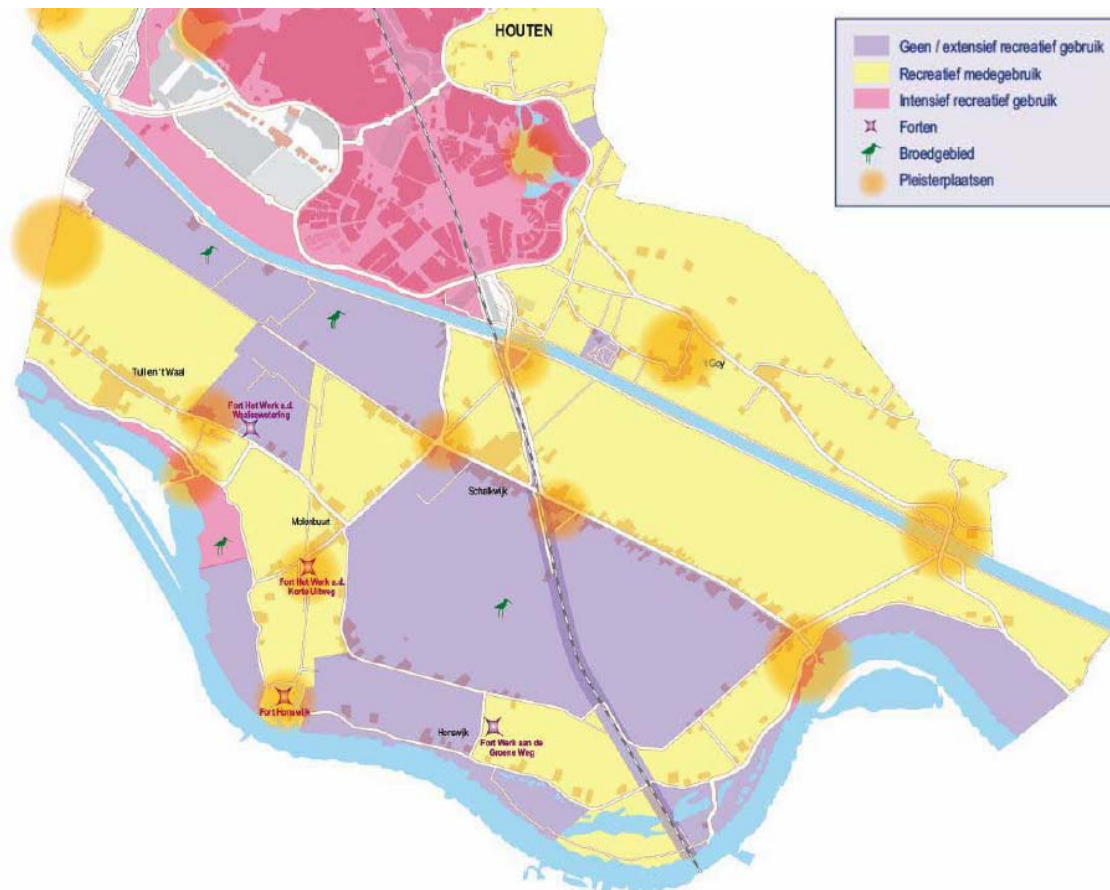 HOUTEN
Geen / extensief recreatief gebruik
Recreatief medegebruik
Intensief recreatief gebruik
Forten
Broedgebied
Pleisterplaatsen
't Goy
Tull en 't Waal
Fort Het Werk a.d.
Waalsewetering
Schalkwijk
Molenbuurt
Fort Het Werk a.d.
Korte Uitweg
Fort Honswijk
Honswijk
Fort Werk aan de
Groene Weg